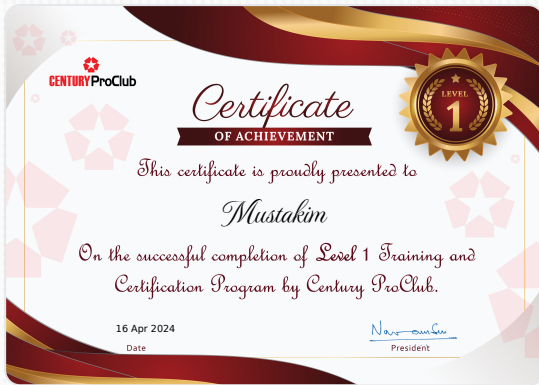 CENTURY ProClub
LEVEL
1
Certificate
OF ACHIEVEMENT
This certificate is proudly presented to
Mustakim
On the successful completion of Level 1 Training and
Certification Program by Century ProClub.
16 Apr 2024
Date
President